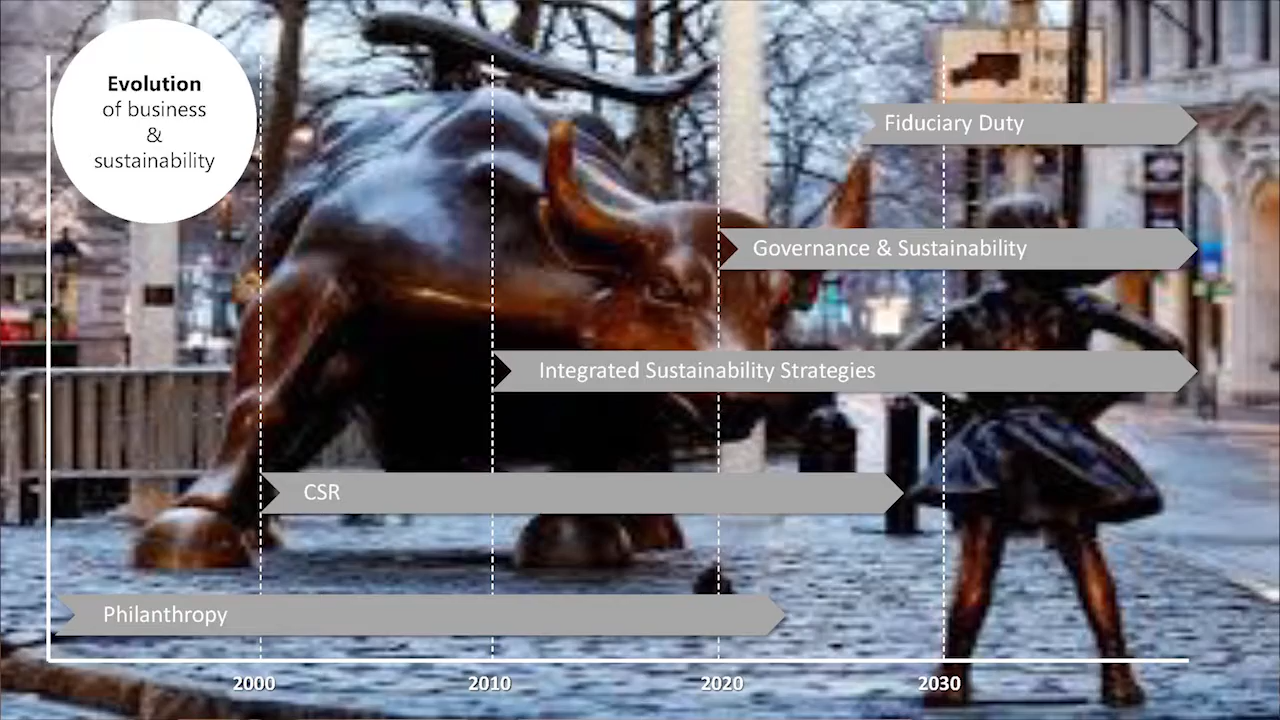 Evolution
of business
&
sustainability
Fiduciary Duty
Governance & Sustainability
Integrated Sustainability Strategies
CSR
Philanthropy
2000
2010
2020
2030